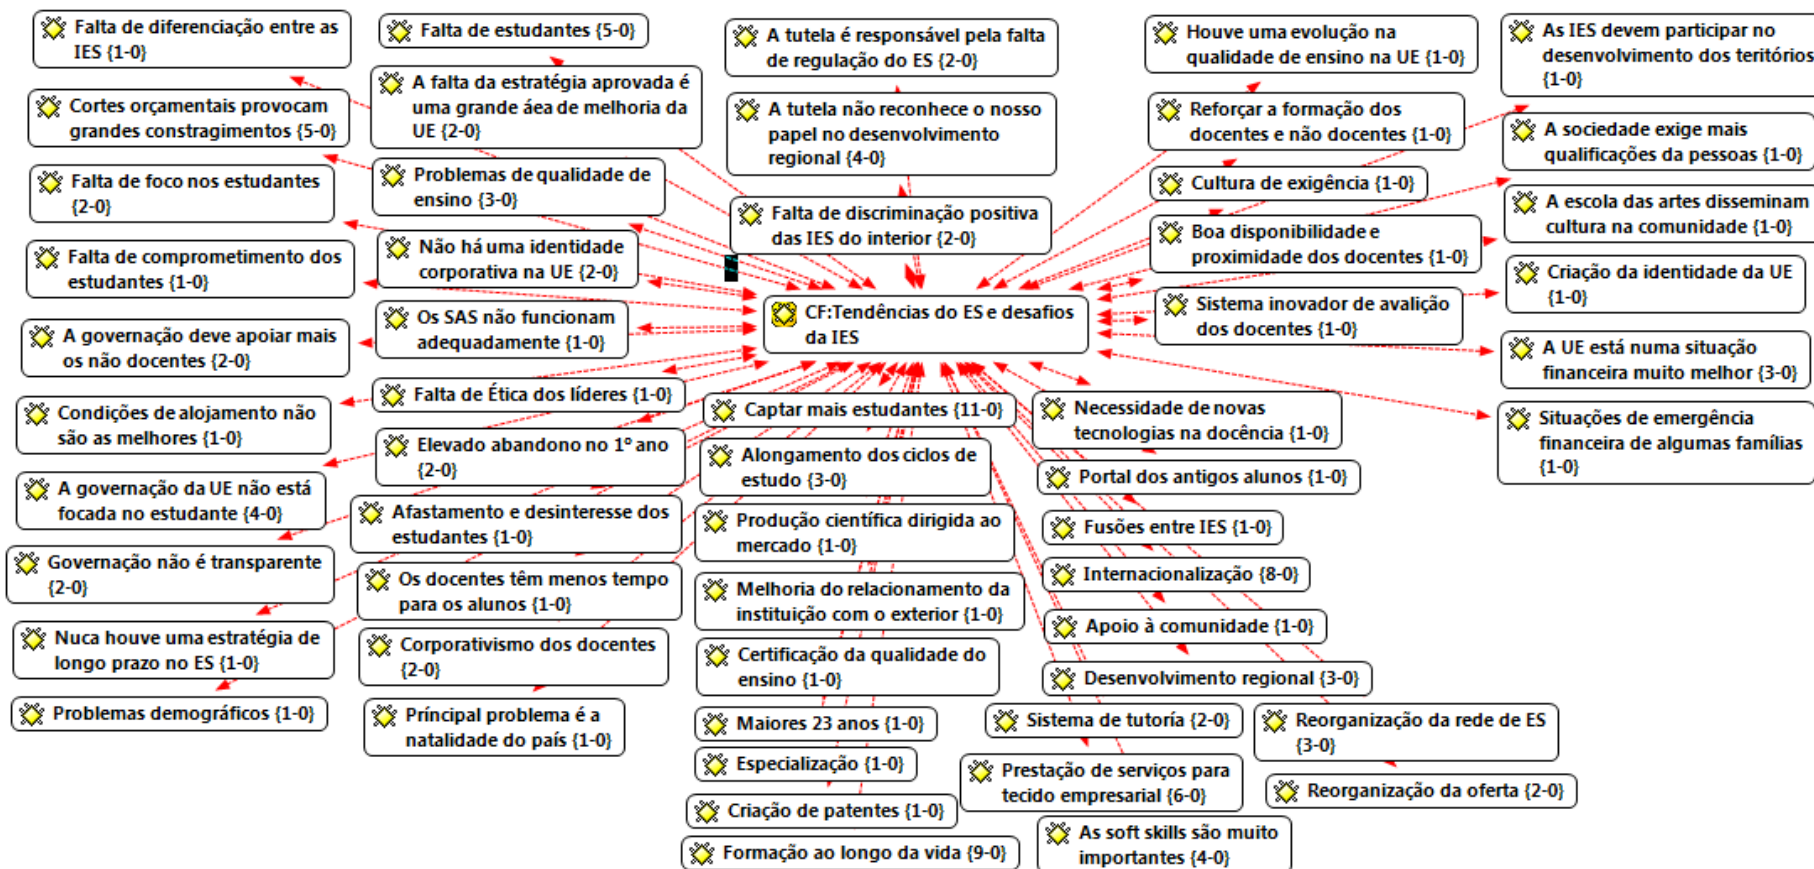 Falta de diferenciação entre as
IES {1-0}
Cortes orçamentais provocam
grandes constragimentos {5-0}
Falta de foco nos estudantes
{2-0}
Falta de comprometimento dos
estudantes {1-0}
A governação deve apoiar mais
os não docentes {2-0}
Condições de alojamento não
são as melhores {1-0}
A governação da UE não está
focada no estudante {4-0}
Governação não é transparente
{2-0}
Nuca houve uma estratégia de
longo prazo no ES {1-0}
Problemas demográficos {1-0}
Falta de estudantes {5-0}
A falta da estratégia aprovada é
uma grande áea de melhoria da
UE {2-0}
Problemas de qualidade de
ensino {3-0}
Não há uma identidade
corporativa na UE {2-0}
Os SAS não funcionam
adequadamente {1-0}
Falta de Ética dos líderes {1-0}
Elevado abandono no 1º ano
{2-0}
Afastamento e desinteresse dos
estudantes {1-0}
Os docentes têm menos tempo
para os alunos {1-0}
Corporativismo dos docentes
{2-0}
Príncipal problema é a
natalidade do país {1-0}
A tutela é responsável pela falta
de regulação do ES {2-0}
A tutela não reconhece o nosso
papel no desenvolvimento
regional {4-0}
Falta de discriminação positiva
das IES do interior {2-0}
CF:Tendências do ES e desafios
da IES
Captar mais estudantes {11-0}
Alongamento dos ciclos de
estudo {3-0}
Produção científica dirigida ao
mercado {1-0}
Melhoria do relacionamento da
instituição com o exterior {1-0}
Certificação da qualidade do
ensino {1-0}
Maiores 23 anos {1-0}
Especialização {1-0}
Criação de patentes {1-0}
Formação ao longo da vida {9-0}
Houve uma evolução na
qualidade de ensino na UE {1-0}
Reforçar a formação dos
docentes e não docentes {1-0}
Cultura de exigência {1-0}
Boa disponibilidade e
proximidade dos docentes {1-0}
Sistema inovador de avalição
dos docentes {1-0}
Necessidade de novas
tecnologias na docência {1-0}
Portal dos antigos alunos {1-0}
Fusões entre IES {1-0}
Internacionalização {8-0}
Apoio à comunidade {1-0}
Desenvolvimento regional {3-0}
Sistema de tutoría {2-0}
Prestação de serviços para
tecido empresarial {6-0}
As soft skills são muito
importantes {4-0}
As IES devem participar no
desenvolvimento dos teritórios
{1-0}
A sociedade exige mais
qualificações da pessoas {1-0}
A escola das artes disseminam
cultura na comunidade {1-0}
Criação da identidade da UE
{1-0}
A UE está numa situação
financeira muito melhor {3-0}
Situações de emergência
financeira de algumas famílias
{1-0}
Reorganização da rede de ES
{3-0}
Reorganização da oferta {2-0}